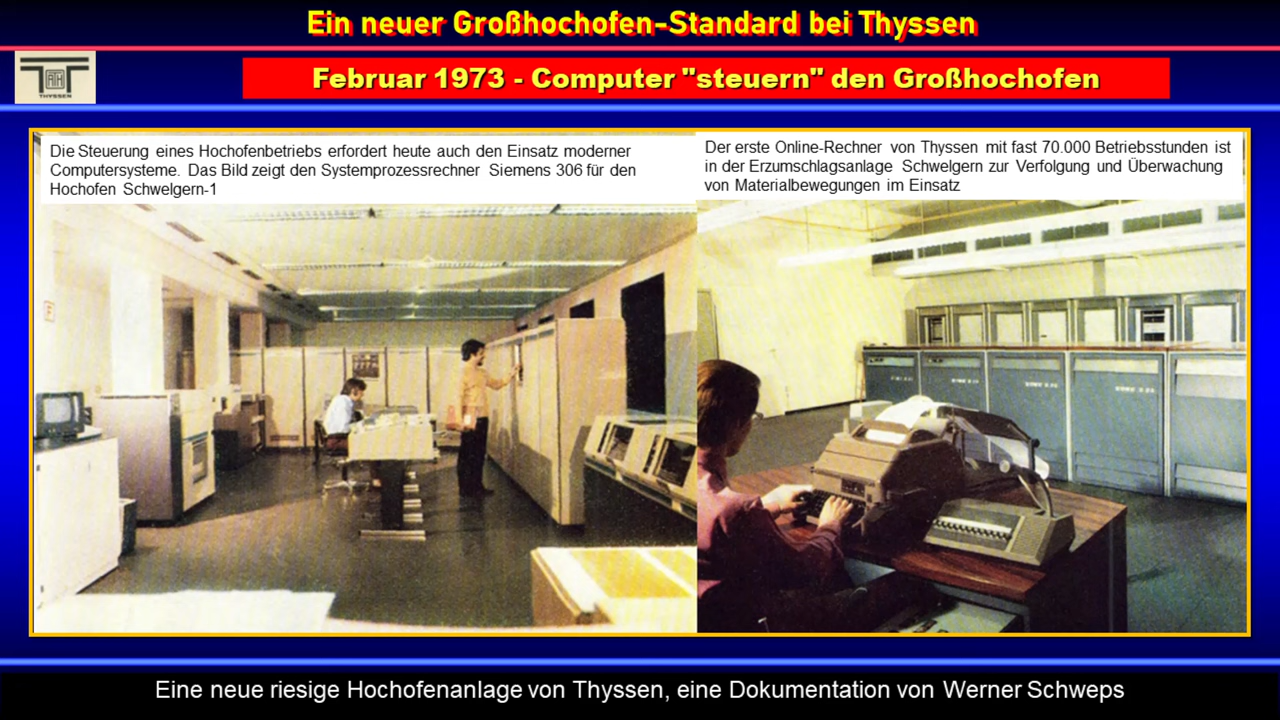 Ein neuer Großhochofen-Standard bei Thyssen
ATH
THYSSEN
Februar 1973 - Computer "steuern" den Großhochofen
Die Steuerung eines Hochofenbetriebs erfordert heute auch den Einsatz moderner
Computersysteme. Das Bild zeigt den Systemprozessrechner Siemens 306 für den
Hochofen Schwelgern-1
Der erste Online-Rechner von Thyssen mit fast 70.000 Betriebsstunden ist
in der Erzumschlagsanlage Schwelgern zur Verfolgung und Überwachung
von Materialbewegungen im Einsatz
Eine neue riesige Hochofenanlage von Thyssen, eine Dokumentation von Werner Schweps